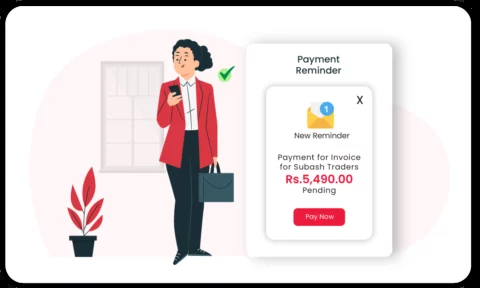 Payment
Reminder
X
1
New Reminder
Payment for Invoice
for Subash Traders
Rs.5,490.00
Pending
Pay Now